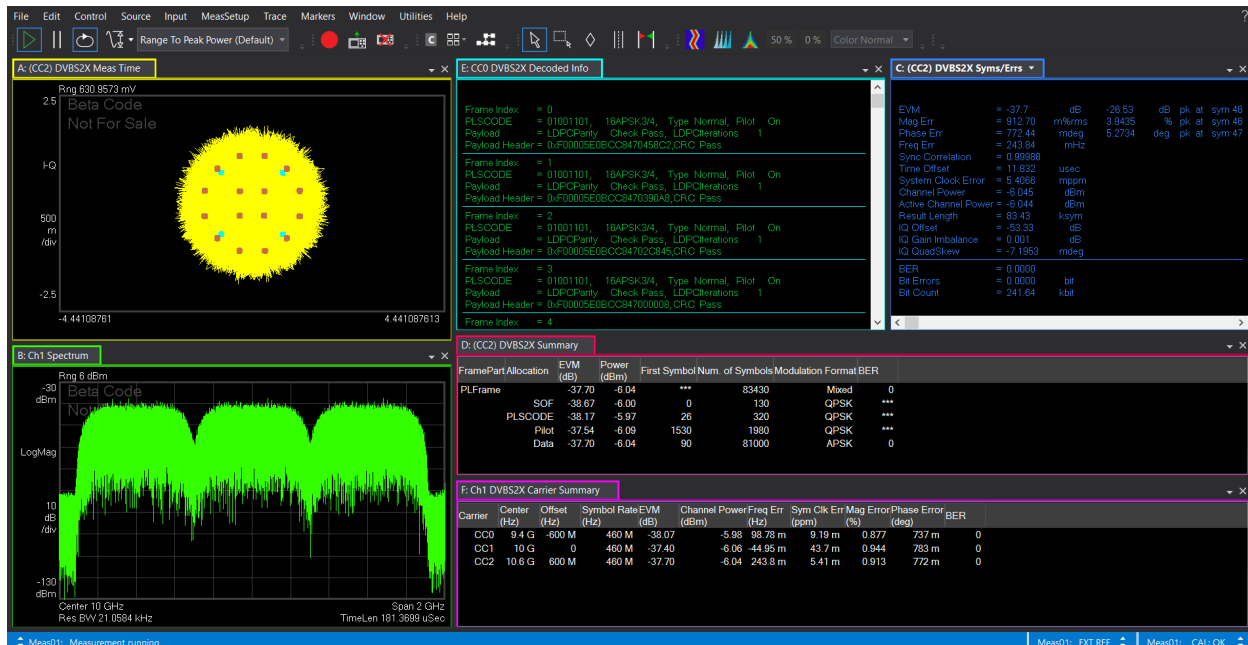 File Edit Control Source Input MeasSetup Trace Markers Window Utilities Help
?
Range To Peak Power (Default)
50 % 0 % Color Normal
A: (CC2) DVBS2X Meas Time
Rng 630.9573 mV
2.5
Beta Code
Not For Sale
I-Q
500
m
/div
-2.5
-4.44108761 4.441087613
B: Ch1 Spectrum
Rng 6 dBm
-30
dBm
Beta Code
LogMag
10
dB
/div
-130
dBm
Center 10 GHz Span 2 GHz
Res BW 21.0584 kHz TimeLen 181.3699 uSec
E: CC0 DVBS2X Decoded Info
Frame Index = 0
PLSCODE = 01001101, 16APSK3/4, Type Normal, Pilot On
Payload = LDPCParity Check Pass, LDPCIterations 1
Payload Header = 0xF00005E0BCC8470458C2,CRC Pass
Frame Index = 1
PLSCODE = 01001101, 16APSK3/4, Type Normal, Pilot On
Payload = LDPCParity Check Pass, LDPCIterations 1
Payload Header = 0xF00005E0BCC8470390A8,CRC Pass
Frame Index = 2
PLSCODE = 01001101, 16APSK3/4, Type Normal, Pilot On
Payload = LDPCParity Check Pass, LDPCIterations 1
Payload Header = 0xF00005E0BCC84702C845,CRC Pass
Frame Index = 3
PLSCODE = 01001101, 16APSK3/4, Type Normal, Pilot On
Payload = LDPCParity Check Pass, LDPCIterations 1
Payload Header = 0xF00005E0BCC847000008, CRC Pass
Frame Index = 4
C: (CC2) DVBS2X Syms/Errs
EVM = -37.7 dB -26.53 dB pk at sym 46
Mag Err = 912.70 m%rms 3.9435 % pk at sym 46
Phase Err = 772.44 mdeg 5.2734 deg pk at sym 47
Freq Err = 243.84 mHz
Sync Correlation = 0.99988
Time Offset = 11.832 usec
System Clock Error = 5.4066 mppm
Channel Power = -6.045 dBm
Active Channel Power = -6.044 dBm
Result Length = 83.43 ksym
IQ Offset = -53.33 dB
IQ Gain Imbalance = 0.001 dB
IQ QuadSkew = -7.1953 mdeg
BER = 0.0000
Bit Errors = 0.0000 bit
Bit Count = 241.64 kbit
D: (CC2) DVBS2X Summary
FramePart Allocation EVM (dB) Power (dBm) First Symbol Num. of Symbols Modulation Format BER
PLFrame -37.70 -6.04 *** 83430 Mixed 0
SOF -38.67 -6.00 0 130 QPSK ***
PLSCODE -38.17 -5.97 26 320 QPSK ***
Pilot -37.54 -6.09 1530 1980 QPSK ***
Data -37.70 -6.04 90 81000 APSK 0
F: Ch1 DVBS2X Carrier Summary
Carrier Center (Hz) Offset (Hz) Symbol Rate (Hz) EVM (dB) Channel Power (dBm) Freq Err (Hz) Sym Clk Err (ppm) Mag Error (%) Phase Error (deg) BER
CC0 9.4 G -600 M 460 M -38.07 -5.98 98.78 m 9.19 m 0.877 737 m 0
CC1 10 G 0 460 M -37.40 -6.06 -44.95 m 43.7 m 0.944 783 m 0
CC2 10.6 G 600 M 460 M -37.70 -6.04 243.8 m 5.41 m 0.913 772 m 0
Meas01: Measurement running Meas01: EXT REF Meas01: CAL: OK